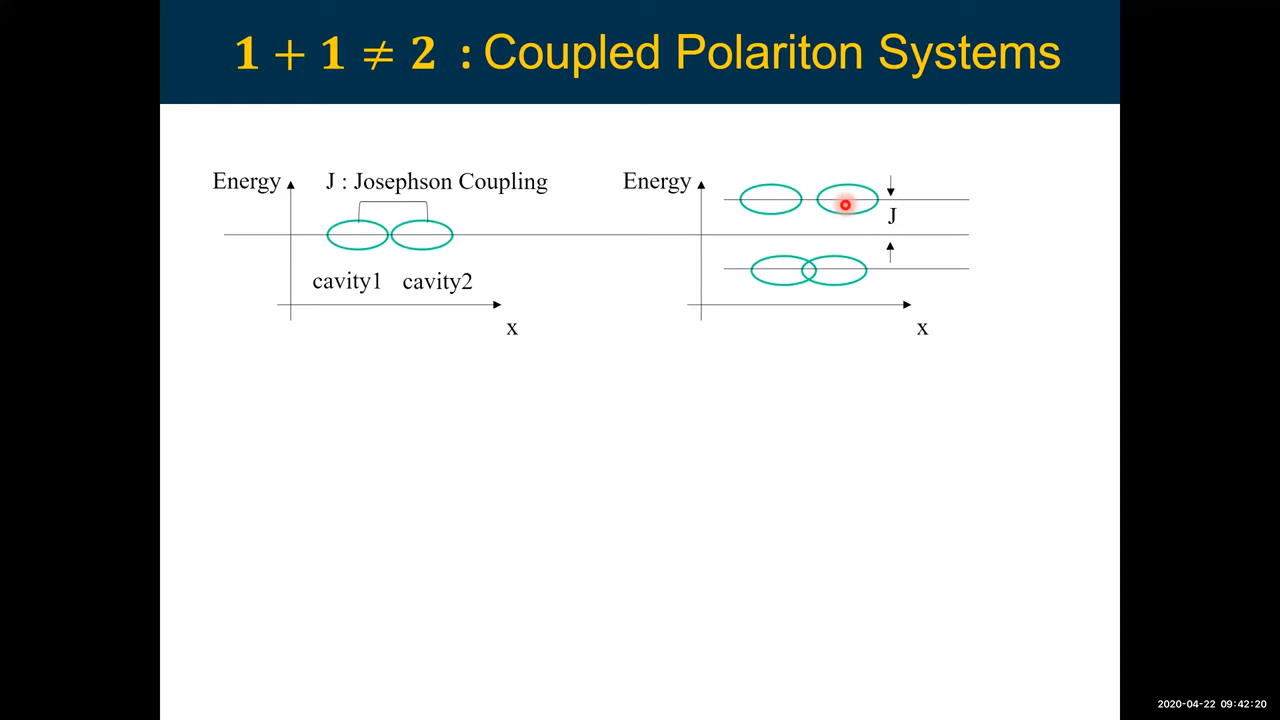 1 + 1 ≠ 2 : Coupled Polariton Systems
Energy
J : Josephson Coupling
cavity1
cavity2
x
Energy
J
x
2020-04-22 09:42:20